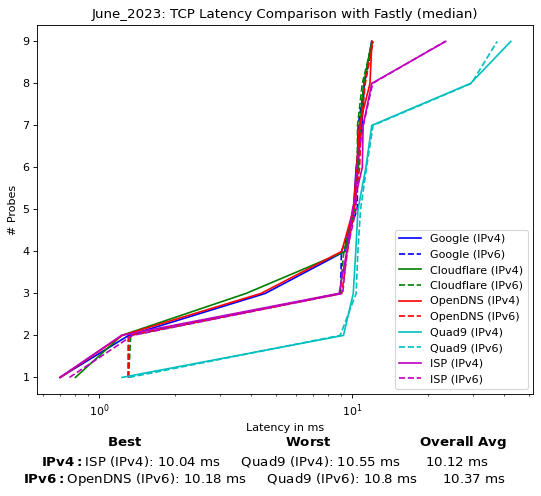 June_2023: TCP Latency Comparison with Fastly (median)
9
8
7
6
5
4
3
2
1
# Probes
Google (IPv4)
Google (IPv6)
Cloudflare (IPv4)
Cloudflare (IPv6)
OpenDNS (IPv4)
OpenDNS (IPv6)
Quad9 (IPv4)
Quad9 (IPv6)
ISP (IPv4)
ISP (IPv6)
10⁰ 10¹
Latency in ms
Best Worst Overall Avg
IPv4: ISP (IPv4): 10.04 ms Quad9 (IPv4): 10.55 ms 10.12 ms
IPv6: OpenDNS (IPv6): 10.18 ms Quad9 (IPv6): 10.8 ms 10.37 ms